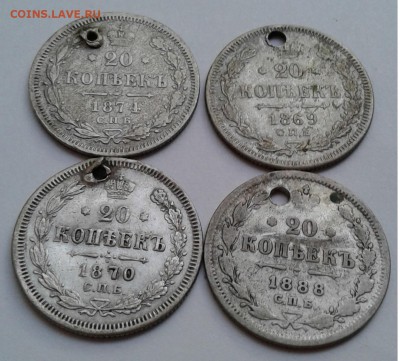 COINS.LAVE.RU
20
КОПѢЕКЪ
1874
С.П.Б.
20
КОПѢЕКЪ
1869
С.П.Б.
20
КОПѢЕКЪ
1870
С.П.Б.
20
КОПѢЕКЪ
1888
С.П.Б.